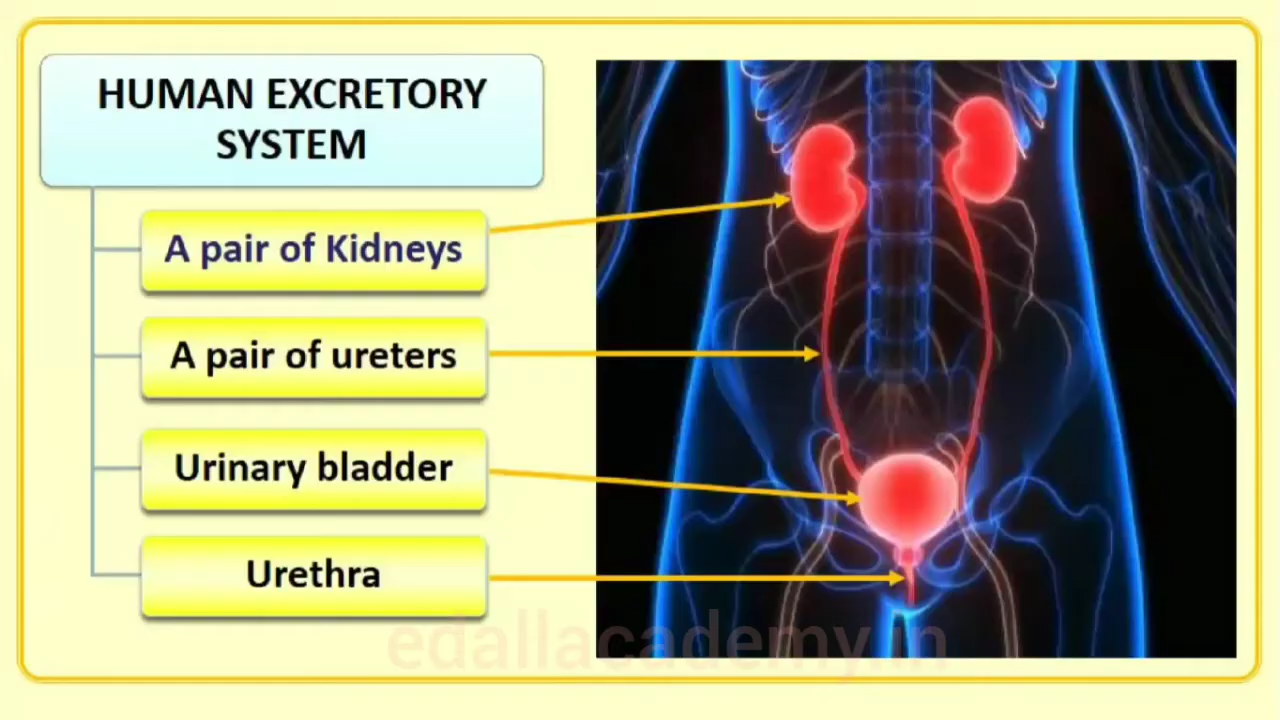 HUMAN EXCRETORY
SYSTEM
A pair of Kidneys
A pair of ureters
Urinary bladder
Urethra
edallacademy.in